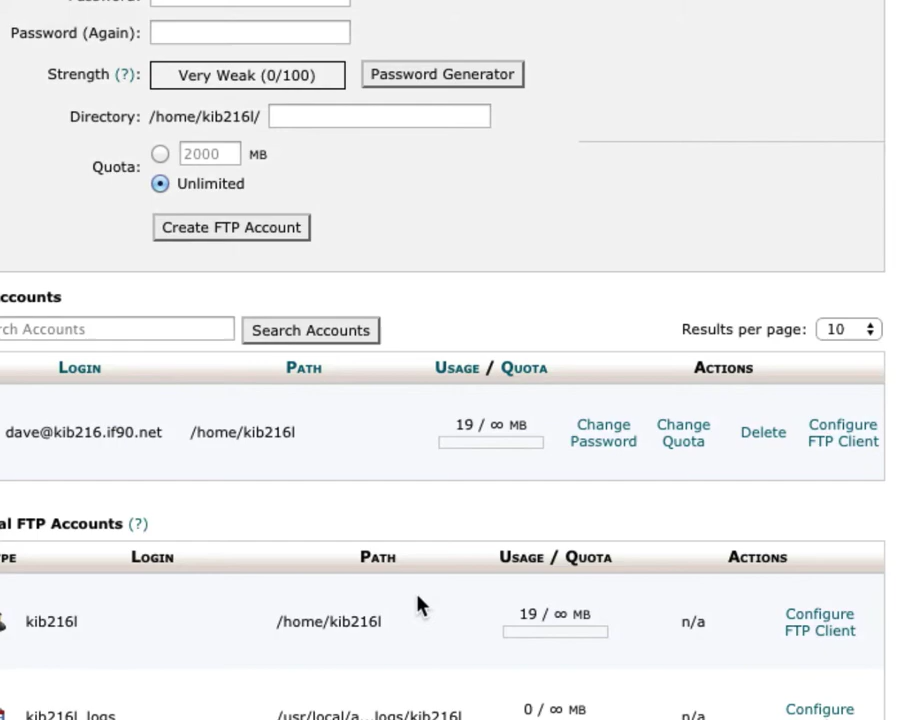 Password (Again):
Strength (?): Very Weak (0/100) Password Generator
Directory: /home/kib216l/
Quota: 2000 MB
Unlimited
Create FTP Account
ccounts
rch Accounts Search Accounts Results per page: 10
LOGIN PATH USAGE / QUOTA ACTIONS
dave@kib216.if90.net /home/kib216l 19 / ∞ MB Change Password Change Quota Delete Configure FTP Client
al FTP Accounts (?)
PE LOGIN PATH USAGE / QUOTA ACTIONS
kib216l /home/kib216l 19 / ∞ MB n/a Configure FTP Client
kib216l_logs /usr/local/a...logs/kib216l 0 / ∞ MB n/a Configure